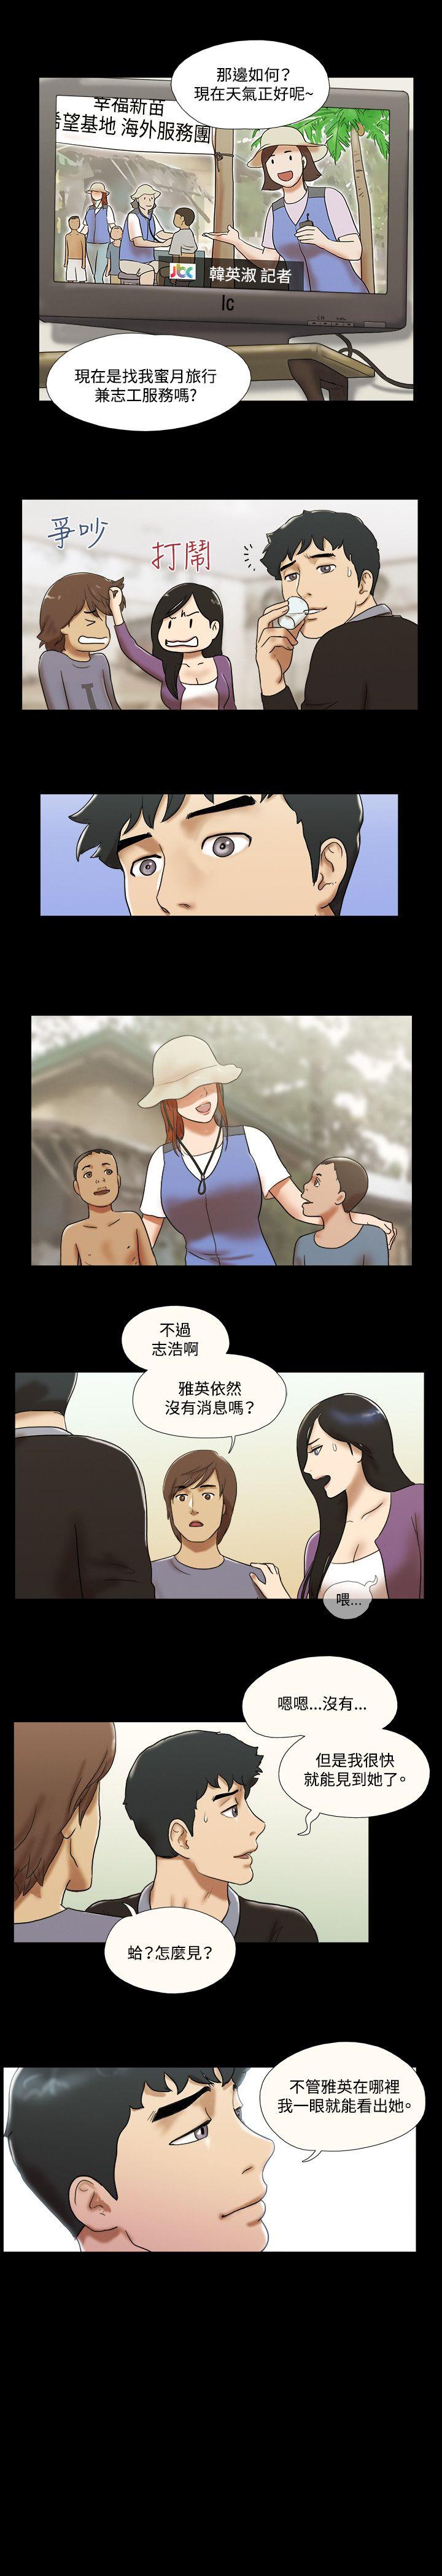 那邊如何?
現在天氣正好呢~
幸福新苗
希望基地 海外服務團
jtbc
韓英淑 記者
lc
現在是找我蜜月旅行
兼志工服務嗎?
爭吵
打鬧
不過
志浩啊
雅英依然
沒有消息嗎?
喂...
嗯嗯...沒有...
但是我很快
就能見到她了。
蛤?怎麼見?
不管雅英在哪裡
我一眼就能看出她。